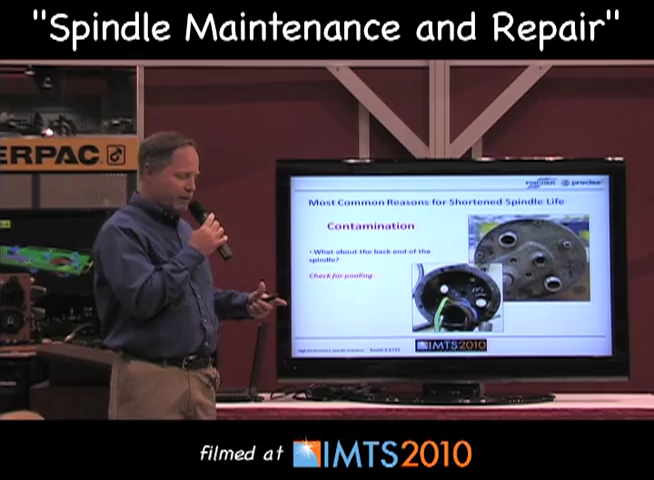 "Spindle Maintenance and Repair"
ERPAC.
precise
Most Common Reasons for Shortened Spindle Life
Contamination
• What about the back end of the
spindle?
Check for pooling
IMTS2010
filmed at IMTS2010